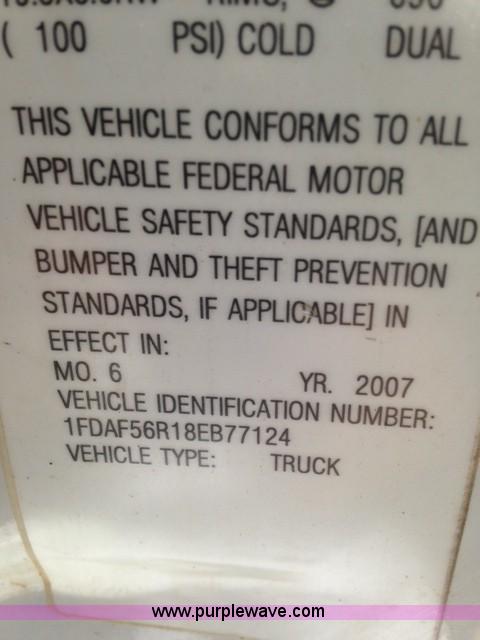 ( 100 PSI) COLD DUAL
THIS VEHICLE CONFORMS TO ALL
APPLICABLE FEDERAL MOTOR
VEHICLE SAFETY STANDARDS, [AND
BUMPER AND THEFT PREVENTION
STANDARDS, IF APPLICABLE] IN
EFFECT IN:
MO. 6 YR. 2007
VEHICLE IDENTIFICATION NUMBER:
1FDAF56R18EB77124
VEHICLE TYPE: TRUCK
www.purplewave.com